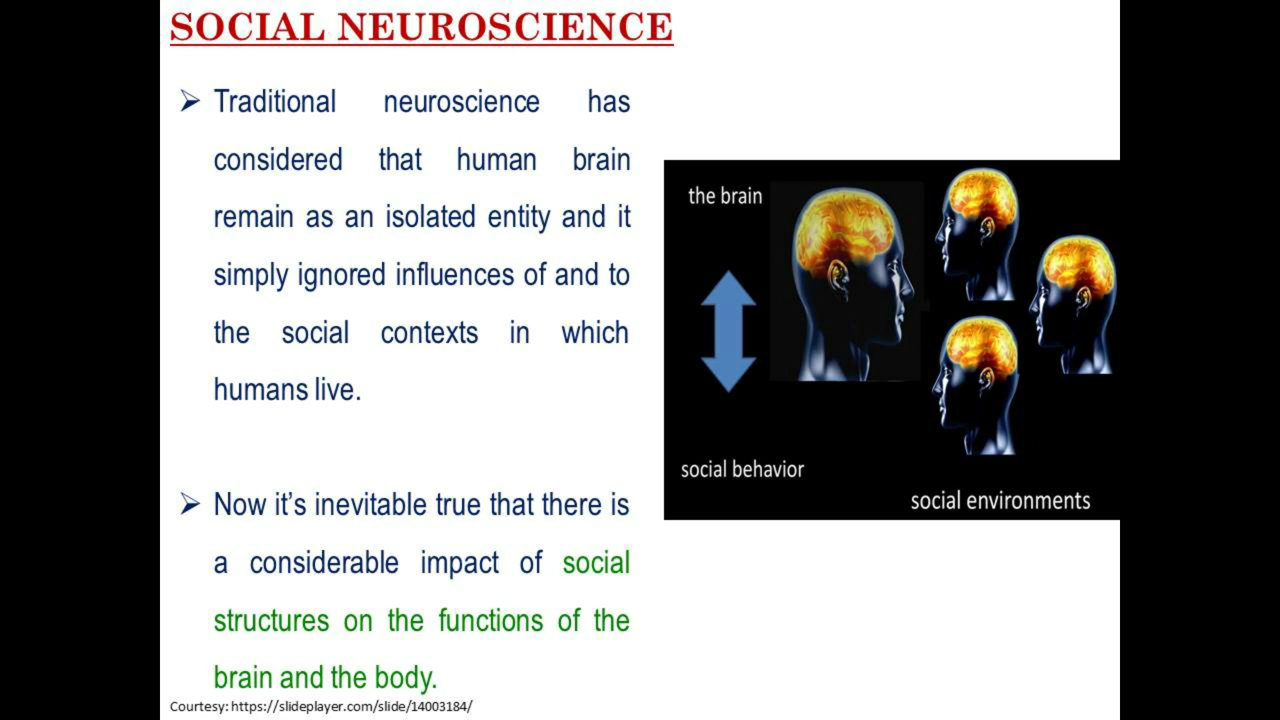 SOCIAL NEUROSCIENCE
➢ Traditional neuroscience has
considered that human brain
remain as an isolated entity and it
simply ignored influences of and to
the social contexts in which
humans live.
➢ Now it’s inevitable true that there is
a considerable impact of social
structures on the functions of the
brain and the body.
the brain
social behavior
social environments
Courtesy: https://slideplayer.com/slide/14003184/